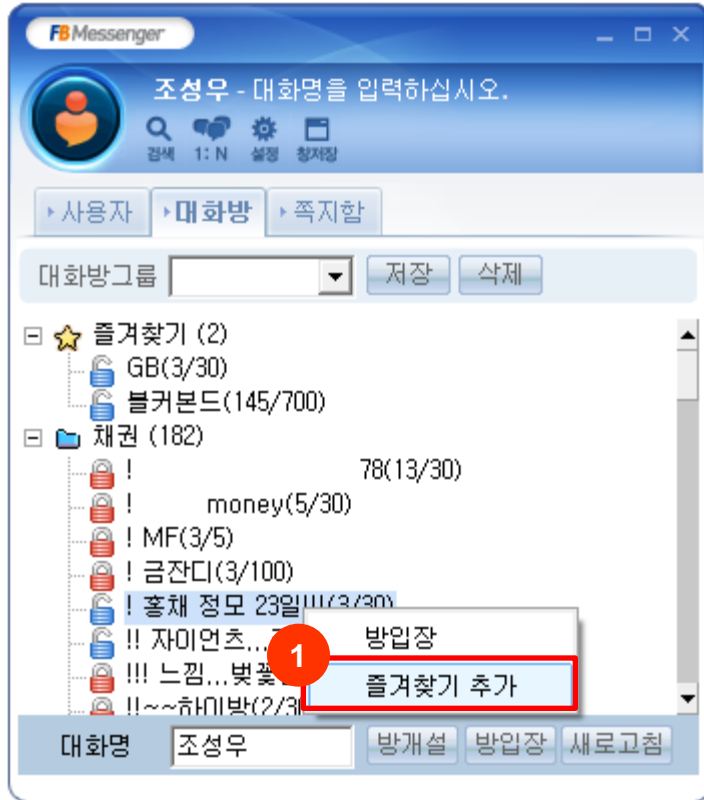 FB Messenger
조성우 - 대화명을 입력하십시오.
검색 1:N 설정 창저장
사용자 대화방 쪽지함
대화방그룹 저장 삭제
즐겨찾기 (2)
GB(3/30)
블커본드(145/700)
채권 (182)
! 78(13/30)
! money(5/30)
! MF(3/5)
! 금잔디(3/100)
! 홍채 정모 23일!!!!(3/30)
!! 자이언츠...
방입장
1
!!! 느낌...벚꽃
즐겨찾기 추가
!!~~하이방(2/30
대화명 조성우 방개설 방입장 새로고침